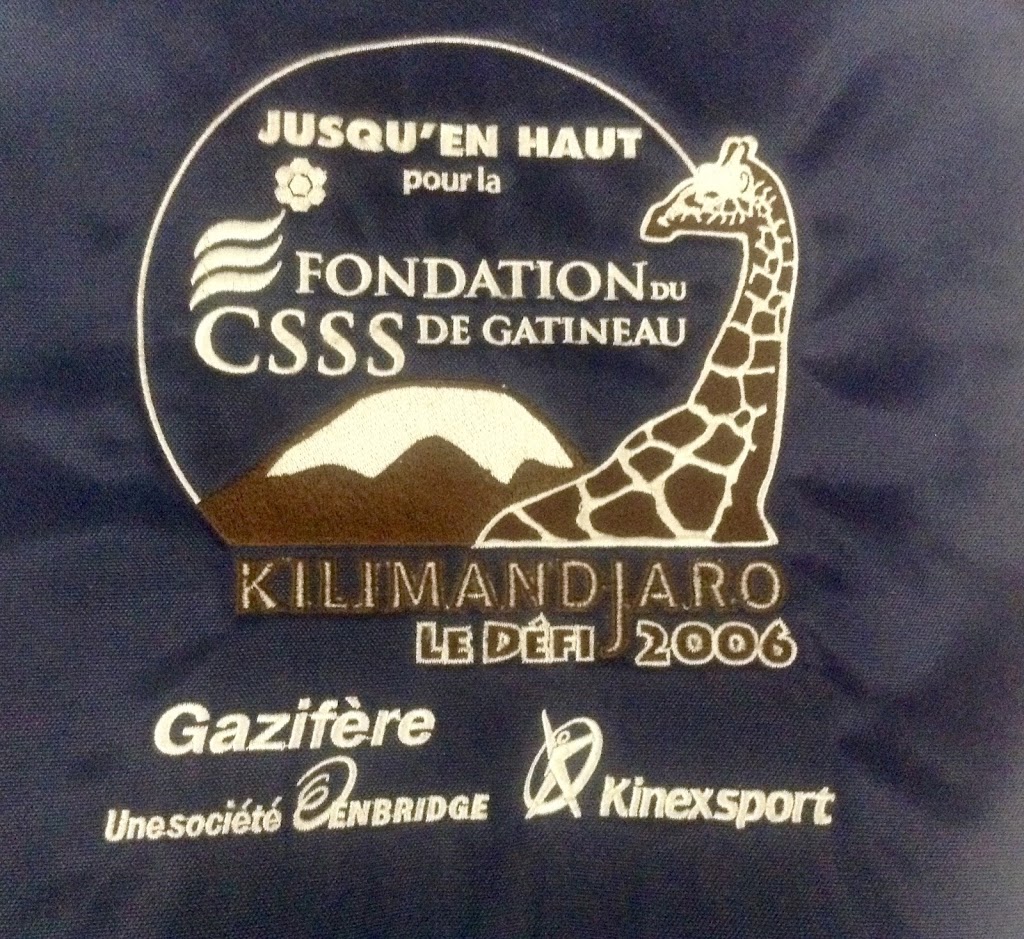 JUSQU'EN HAUT
pour la
FONDATION DU
CSSS DE GATINEAU
KILIMANDJARO
LE DÉFI 2006
Gazifère
Une société ENBRIDGE
Kinexsport